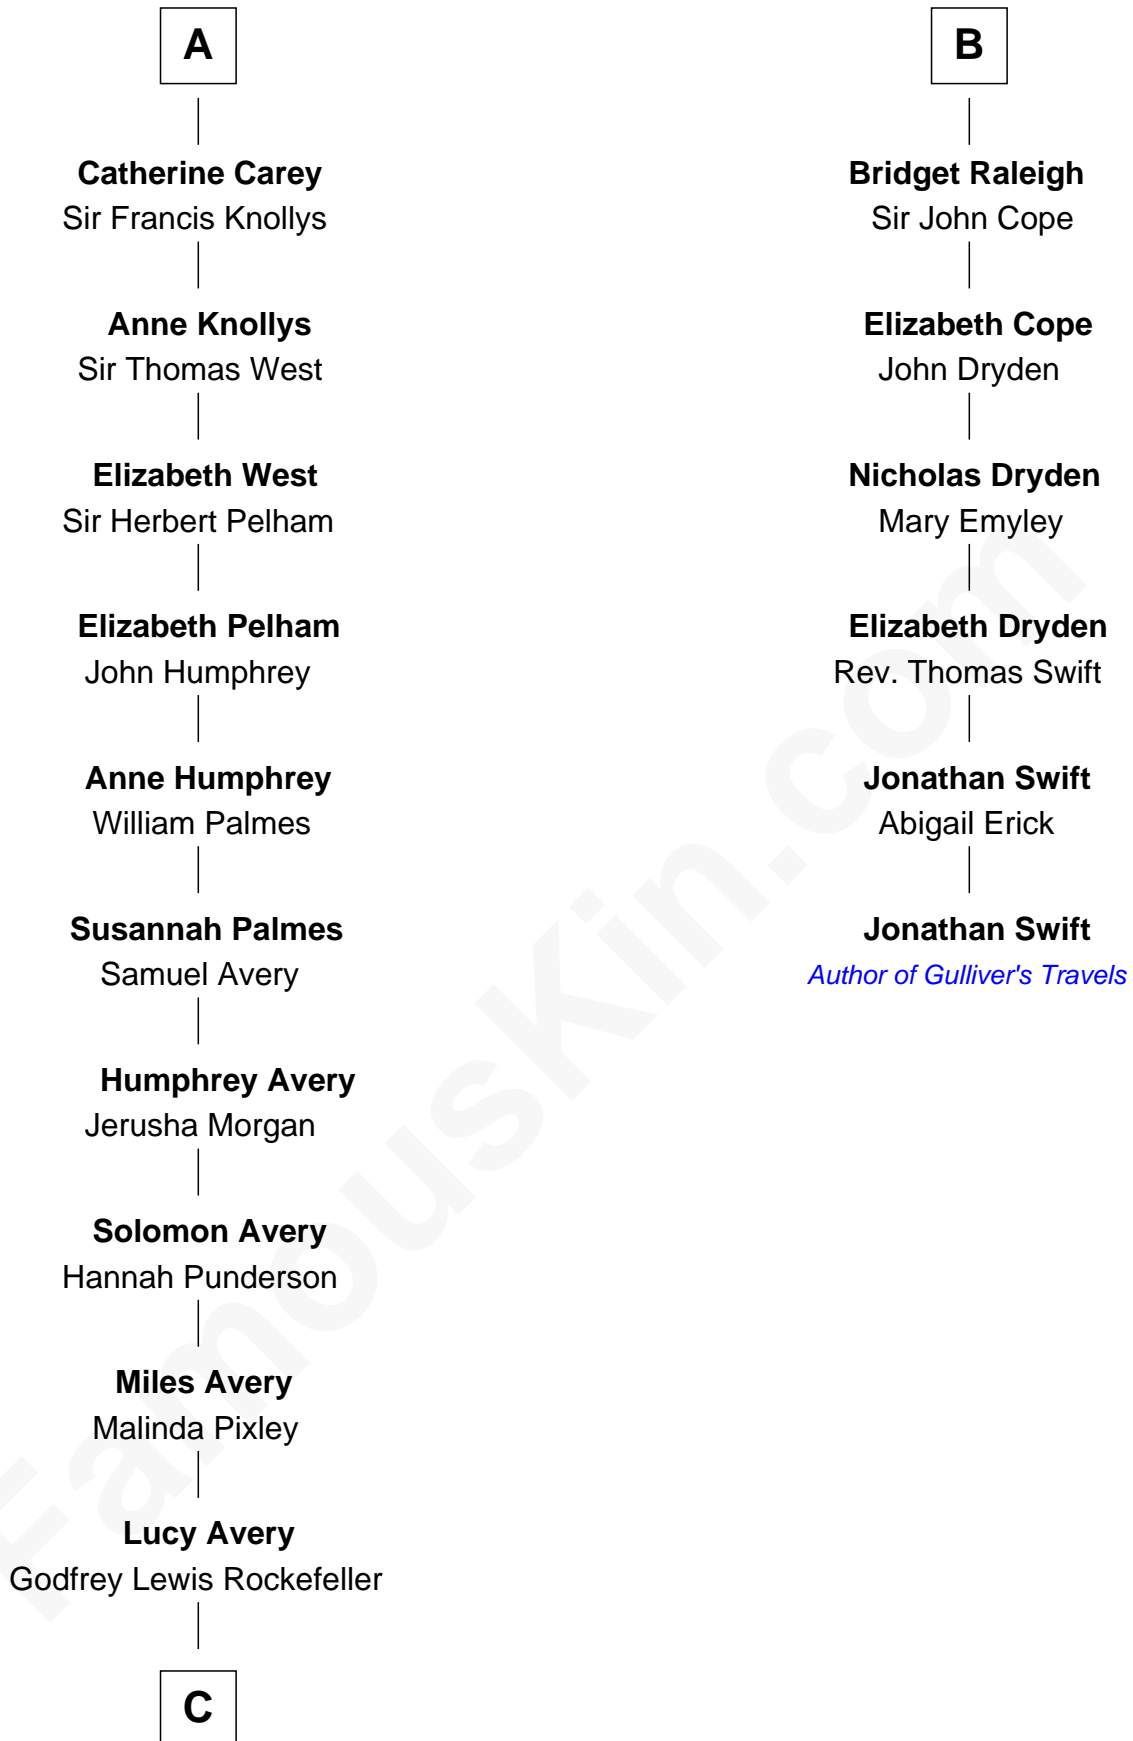 A
Catherine Carey
Sir Francis Knollys
Anne Knollys
Sir Thomas West
Elizabeth West
Sir Herbert Pelham
Elizabeth Pelham
John Humphrey
Anne Humphrey
William Palmes
Susannah Palmes
Samuel Avery
Humphrey Avery
Jerusha Morgan
Solomon Avery
Hannah Punderson
Miles Avery
Malinda Pixley
Lucy Avery
Godfrey Lewis Rockefeller
C
B
Bridget Raleigh
Sir John Cope
Elizabeth Cope
John Dryden
Nicholas Dryden
Mary Emyley
Elizabeth Dryden
Rev. Thomas Swift
Jonathan Swift
Abigail Erick
Jonathan Swift
Author of Gulliver's Travels
FamousKin.com